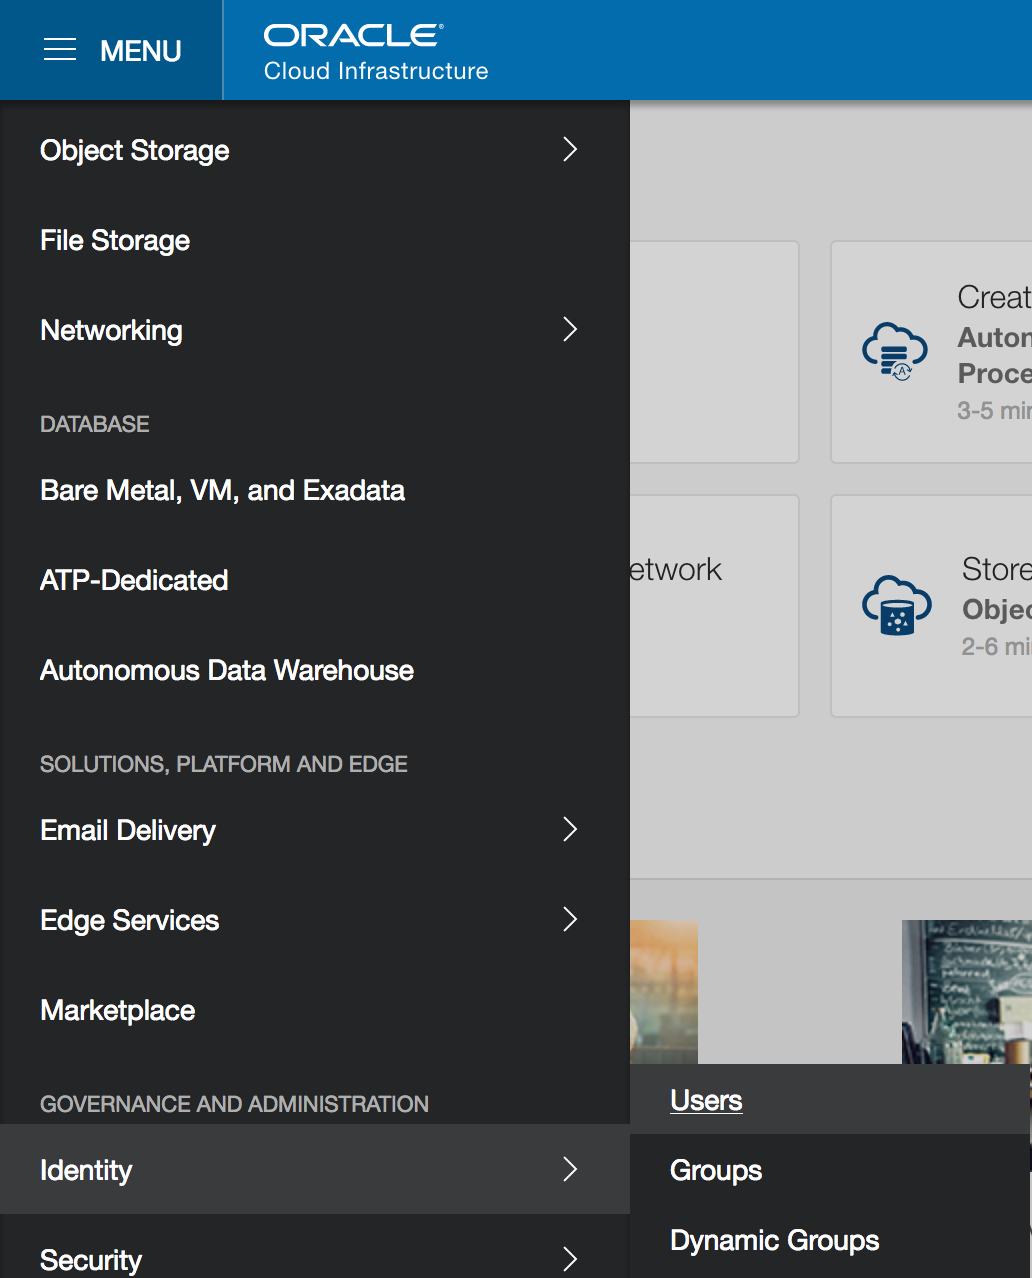 MENU
ORACLE®
Cloud Infrastructure
Object Storage
File Storage
Networking
DATABASE
Bare Metal, VM, and Exadata
ATP-Dedicated
Autonomous Data Warehouse
SOLUTIONS, PLATFORM AND EDGE
Email Delivery
Edge Services
Marketplace
GOVERNANCE AND ADMINISTRATION
Identity
Security
Users
Groups
Dynamic Groups
Creat
Auton
Proce
3-5 min
etwork
Store
Objec
2-6 mi